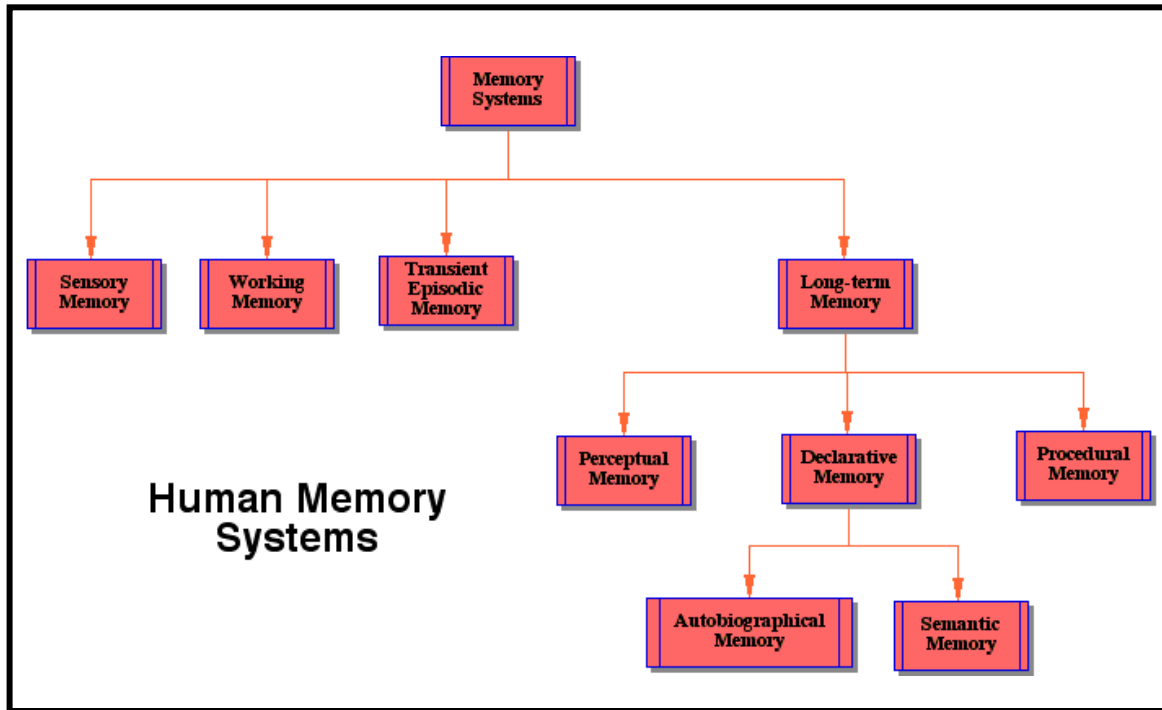 Memory
Systems
Sensory
Memory
Working
Memory
Transient
Episodic
Memory
Long-term
Memory
Perceptual
Memory
Declarative
Memory
Procedural
Memory
Human Memory
Systems
Autobiographical
Memory
Semantic
Memory